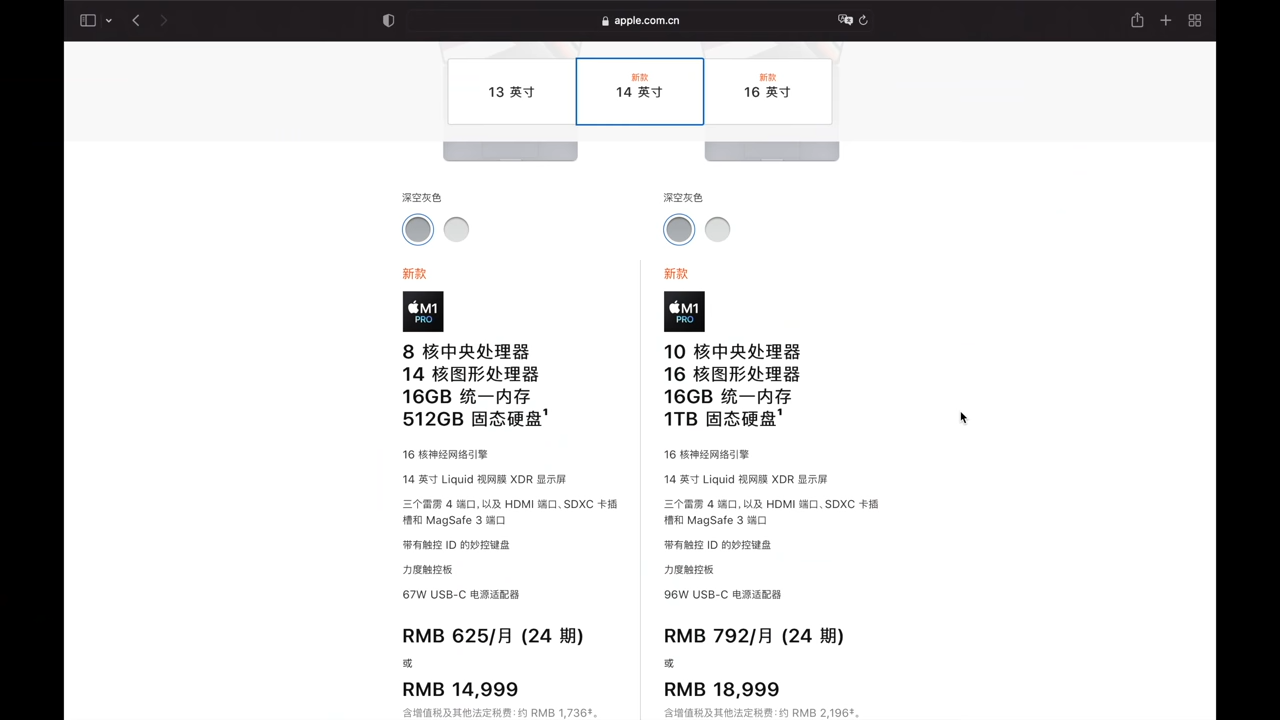 apple.com.cn
13 英寸
新款
14 英寸
新款
16 英寸
深空灰色
新款
M1
PRO
8 核中央处理器
14 核图形处理器
16GB 统一内存
512GB 固态硬盘¹
16 核神经网络引擎
14 英寸 Liquid 视网膜 XDR 显示屏
三个雷雳 4 端口，以及 HDMI 端口、SDXC 卡插
槽和 MagSafe 3 端口
带有触控 ID 的妙控键盘
力度触控板
67W USB-C 电源适配器
RMB 625/月 (24 期)
或
RMB 14,999
含增值税及其他法定税费：约 RMB 1,736‡。
深空灰色
新款
M1
PRO
10 核中央处理器
16 核图形处理器
16GB 统一内存
1TB 固态硬盘¹
16 核神经网络引擎
14 英寸 Liquid 视网膜 XDR 显示屏
三个雷雳 4 端口，以及 HDMI 端口、SDXC 卡插
槽和 MagSafe 3 端口
带有触控 ID 的妙控键盘
力度触控板
96W USB-C 电源适配器
RMB 792/月 (24 期)
或
RMB 18,999
含增值税及其他法定税费：约 RMB 2,196‡。